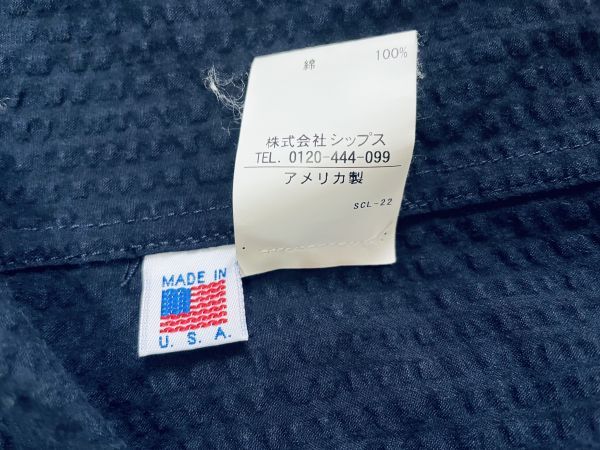 綿 100%
株式会社シップス
TEL. 0120-444-099
アメリカ製
SCL-22
MADE IN
U. S. A.